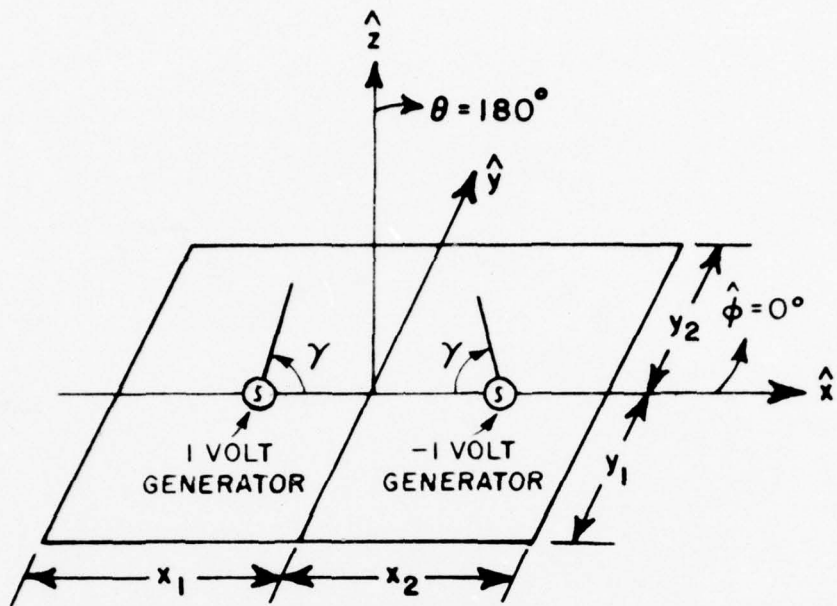 ẑ
θ = 180°
ŷ
γ
γ
y₂
ϕ̂ = 0°
x̂
S
S
1 VOLT
GENERATOR
-1 VOLT
GENERATOR
y₁
x₁
x₂